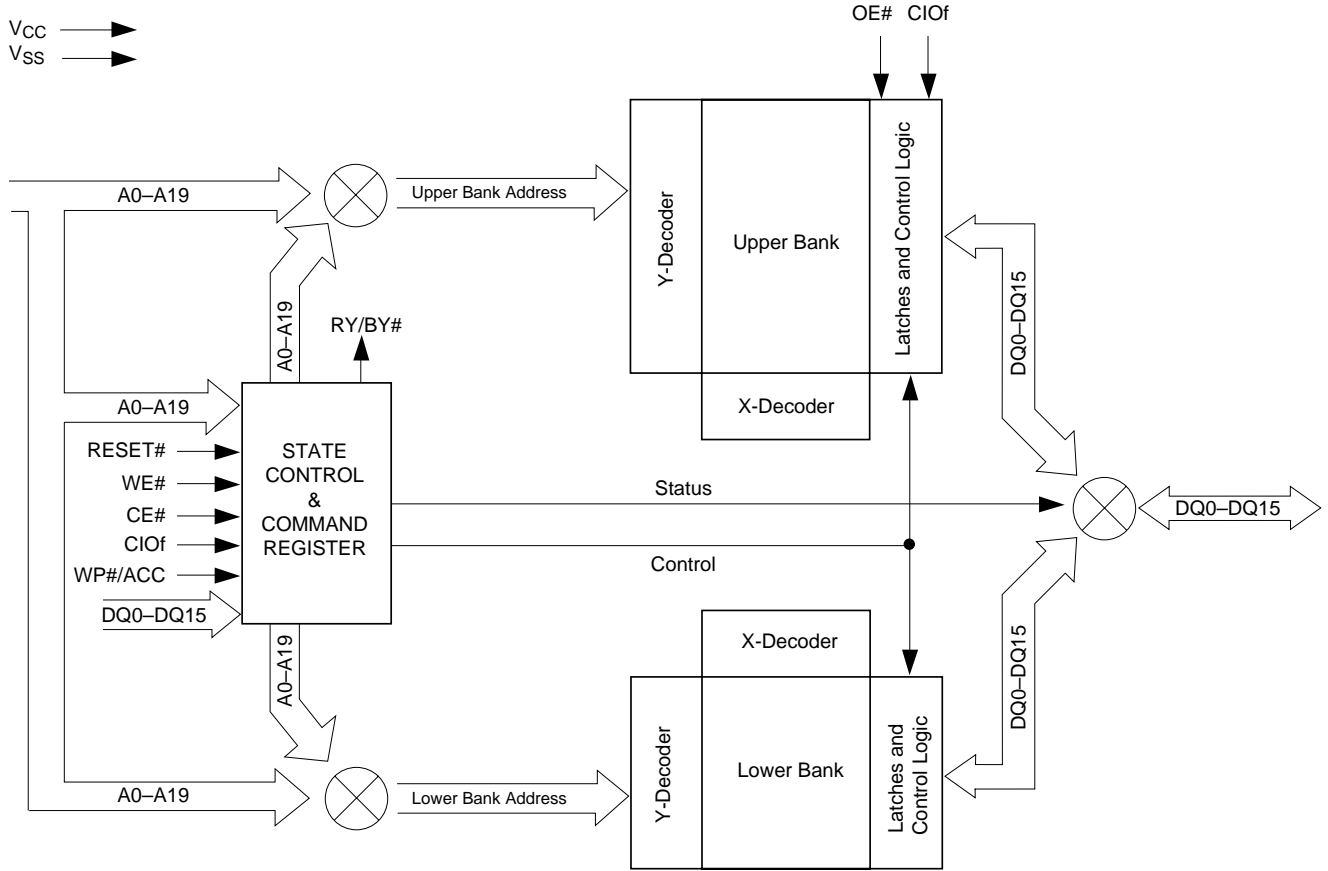 VCC
VSS
OE# CIOf
A0–A19
Upper Bank Address
Y-Decoder
Upper Bank
Latches and Control Logic
DQ0–DQ15
X-Decoder
A0–A19
RY/BY#
A0–A19
RESET#
WE#
CE#
CIOf
WP#/ACC
DQ0–DQ15
STATE
CONTROL
&
COMMAND
REGISTER
Status
Control
DQ0–DQ15
A0–A19
X-Decoder
A0–A19
Lower Bank Address
Y-Decoder
Lower Bank
Latches and
Control Logic
DQ0–DQ15